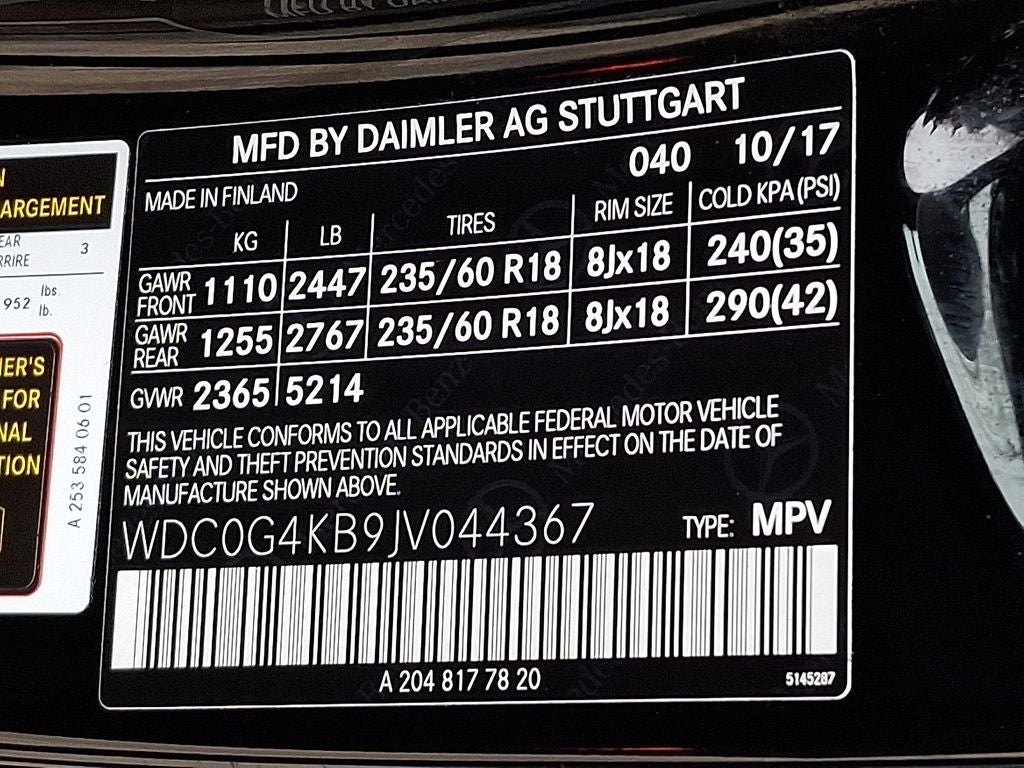 MFD BY DAIMLER AG STUTTGART
040 10/17
MADE IN FINLAND
KG LB TIRES RIM SIZE COLD KPA (PSI)
GAWR FRONT 1110 2447 235/60 R18 8Jx18 240(35)
GAWR REAR 1255 2767 235/60 R18 8Jx18 290(42)
GVWR 2365 5214
THIS VEHICLE CONFORMS TO ALL APPLICABLE FEDERAL MOTOR VEHICLE
SAFETY AND THEFT PREVENTION STANDARDS IN EFFECT ON THE DATE OF
MANUFACTURE SHOWN ABOVE.
WDC0G4KB9JV044367 TYPE: MPV
A 204 817 78 20
5145287
N
ARGEMENT
EAR
RRIRE
3
952 lbs.
lb.
ER'S
FOR
NAL
TION
A 253 584 06 01